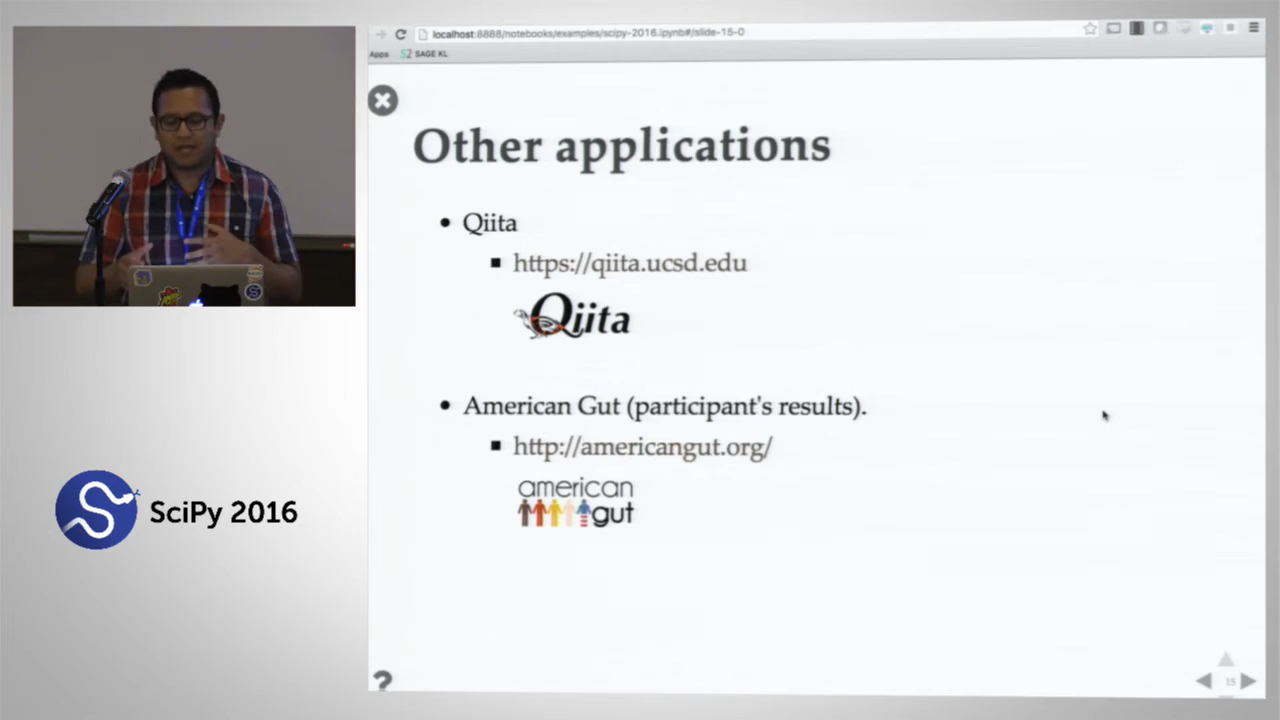 localhost:8888/notebooks/examples/scipy-2016.ipynb#/slide-15-0
Apps SAGE KL
Other applications
• Qiita
▪ https://qiita.ucsd.edu
Qiita
• American Gut (participant's results).
▪ http://americangut.org/
american
gut
SciPy 2016
?
15